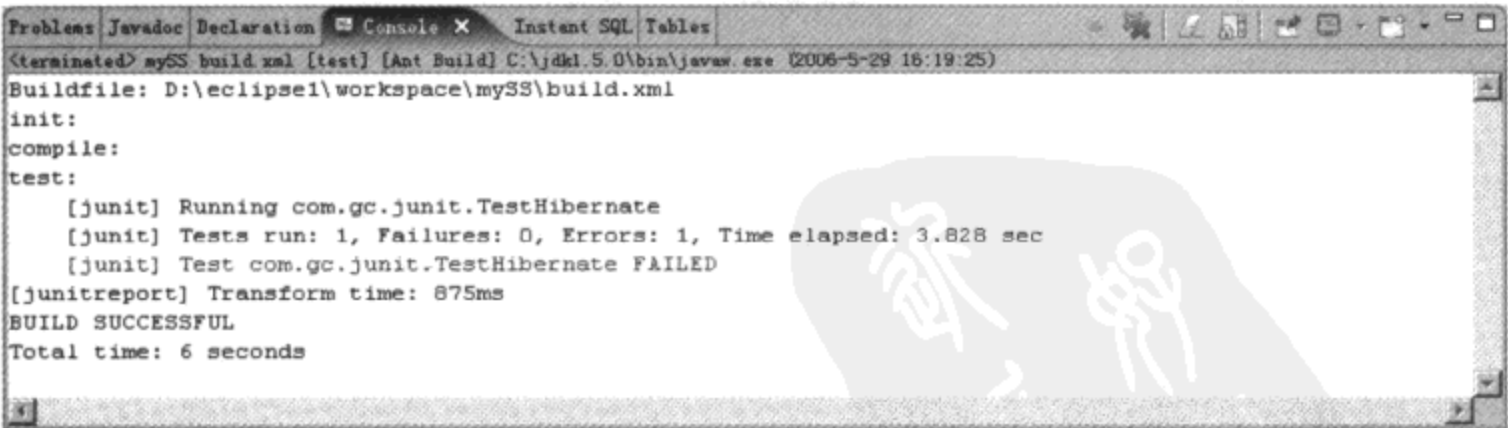 Problems Javadoc Declaration Console Instant SQL Tables
<terminated> mySS build.xml [test] [Ant Build] C:\jdk1.5.0\bin\javaw.exe (2006-5-29 16:19:25)
Buildfile: D:\eclipse1\workspace\mySS\build.xml
init:
compile:
test:
[junit] Running com.gc.junit.TestHibernate
[junit] Tests run: 1, Failures: 0, Errors: 1, Time elapsed: 3.828 sec
[junit] Test com.gc.junit.TestHibernate FAILED
[junitreport] Transform time: 875ms
BUILD SUCCESSFUL
Total time: 6 seconds